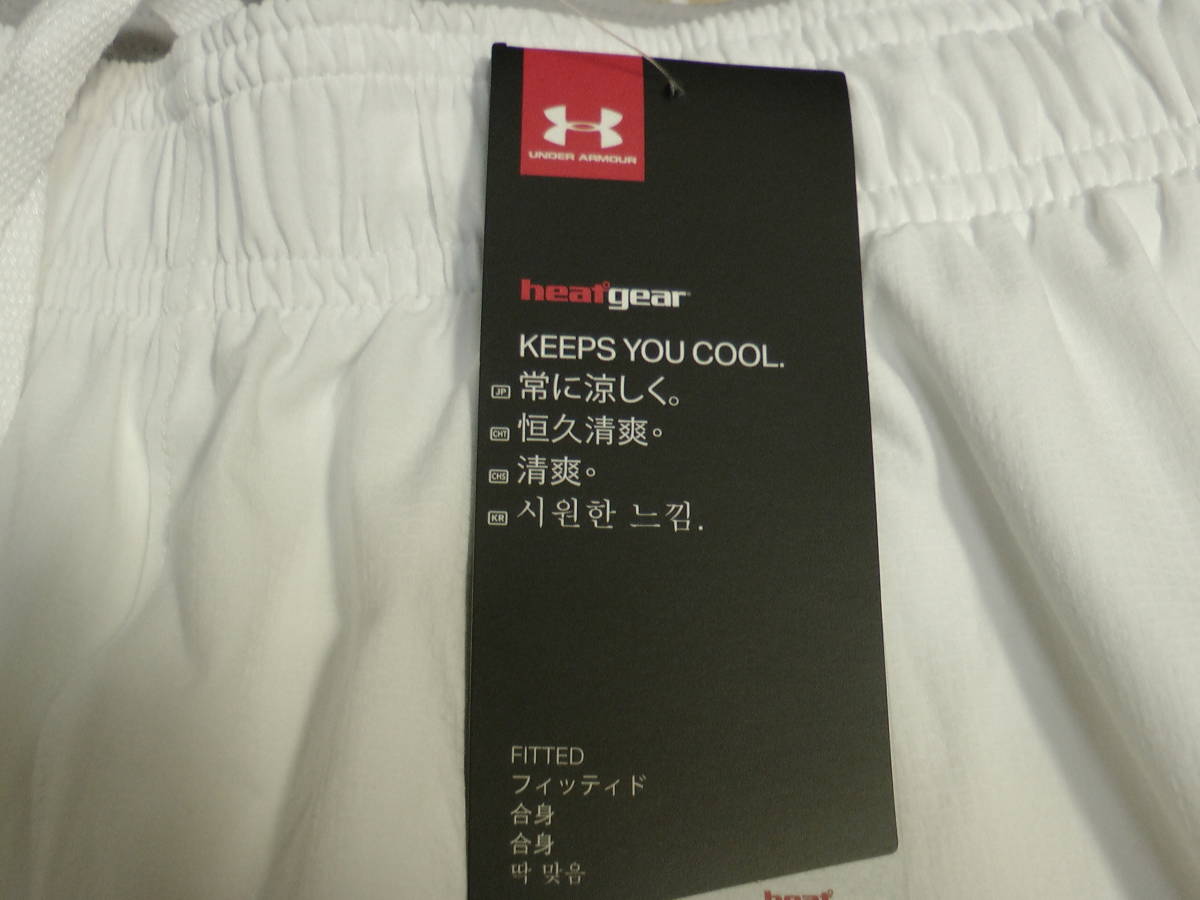 UNDER ARMOUR
heatgear
KEEPS YOU COOL.
JP 常に涼しく。
CHT 恒久清爽。
CHS 清爽。
KR 시원한 느낌.
FITTED
フィッティド
合身
合身
딱 맞음
heat